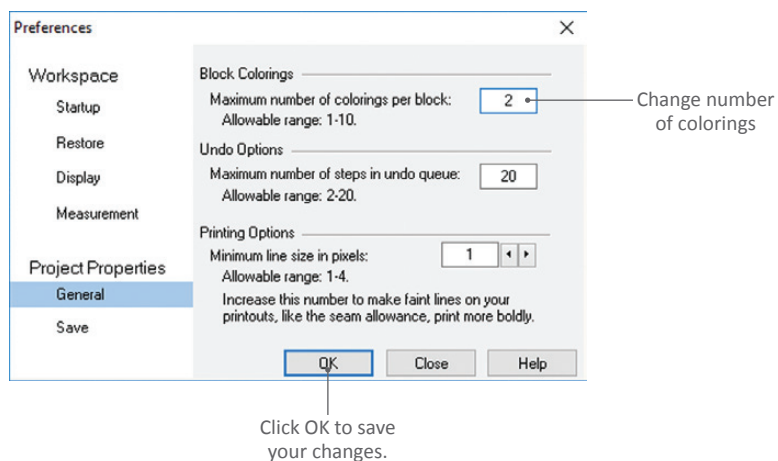 Preferences
Workspace
Startup
Restore
Display
Measurement
Project Properties
General
Save
Block Colorings
Maximum number of colorings per block: 2
Allowable range: 1-10.
Undo Options
Maximum number of steps in undo queue: 20
Allowable range: 2-20.
Printing Options
Minimum line size in pixels: 1
Allowable range: 1-4.
Increase this number to make faint lines on your
printouts, like the seam allowance, print more boldly.
OK Close Help
Change number
of colorings
Click OK to save
your changes.